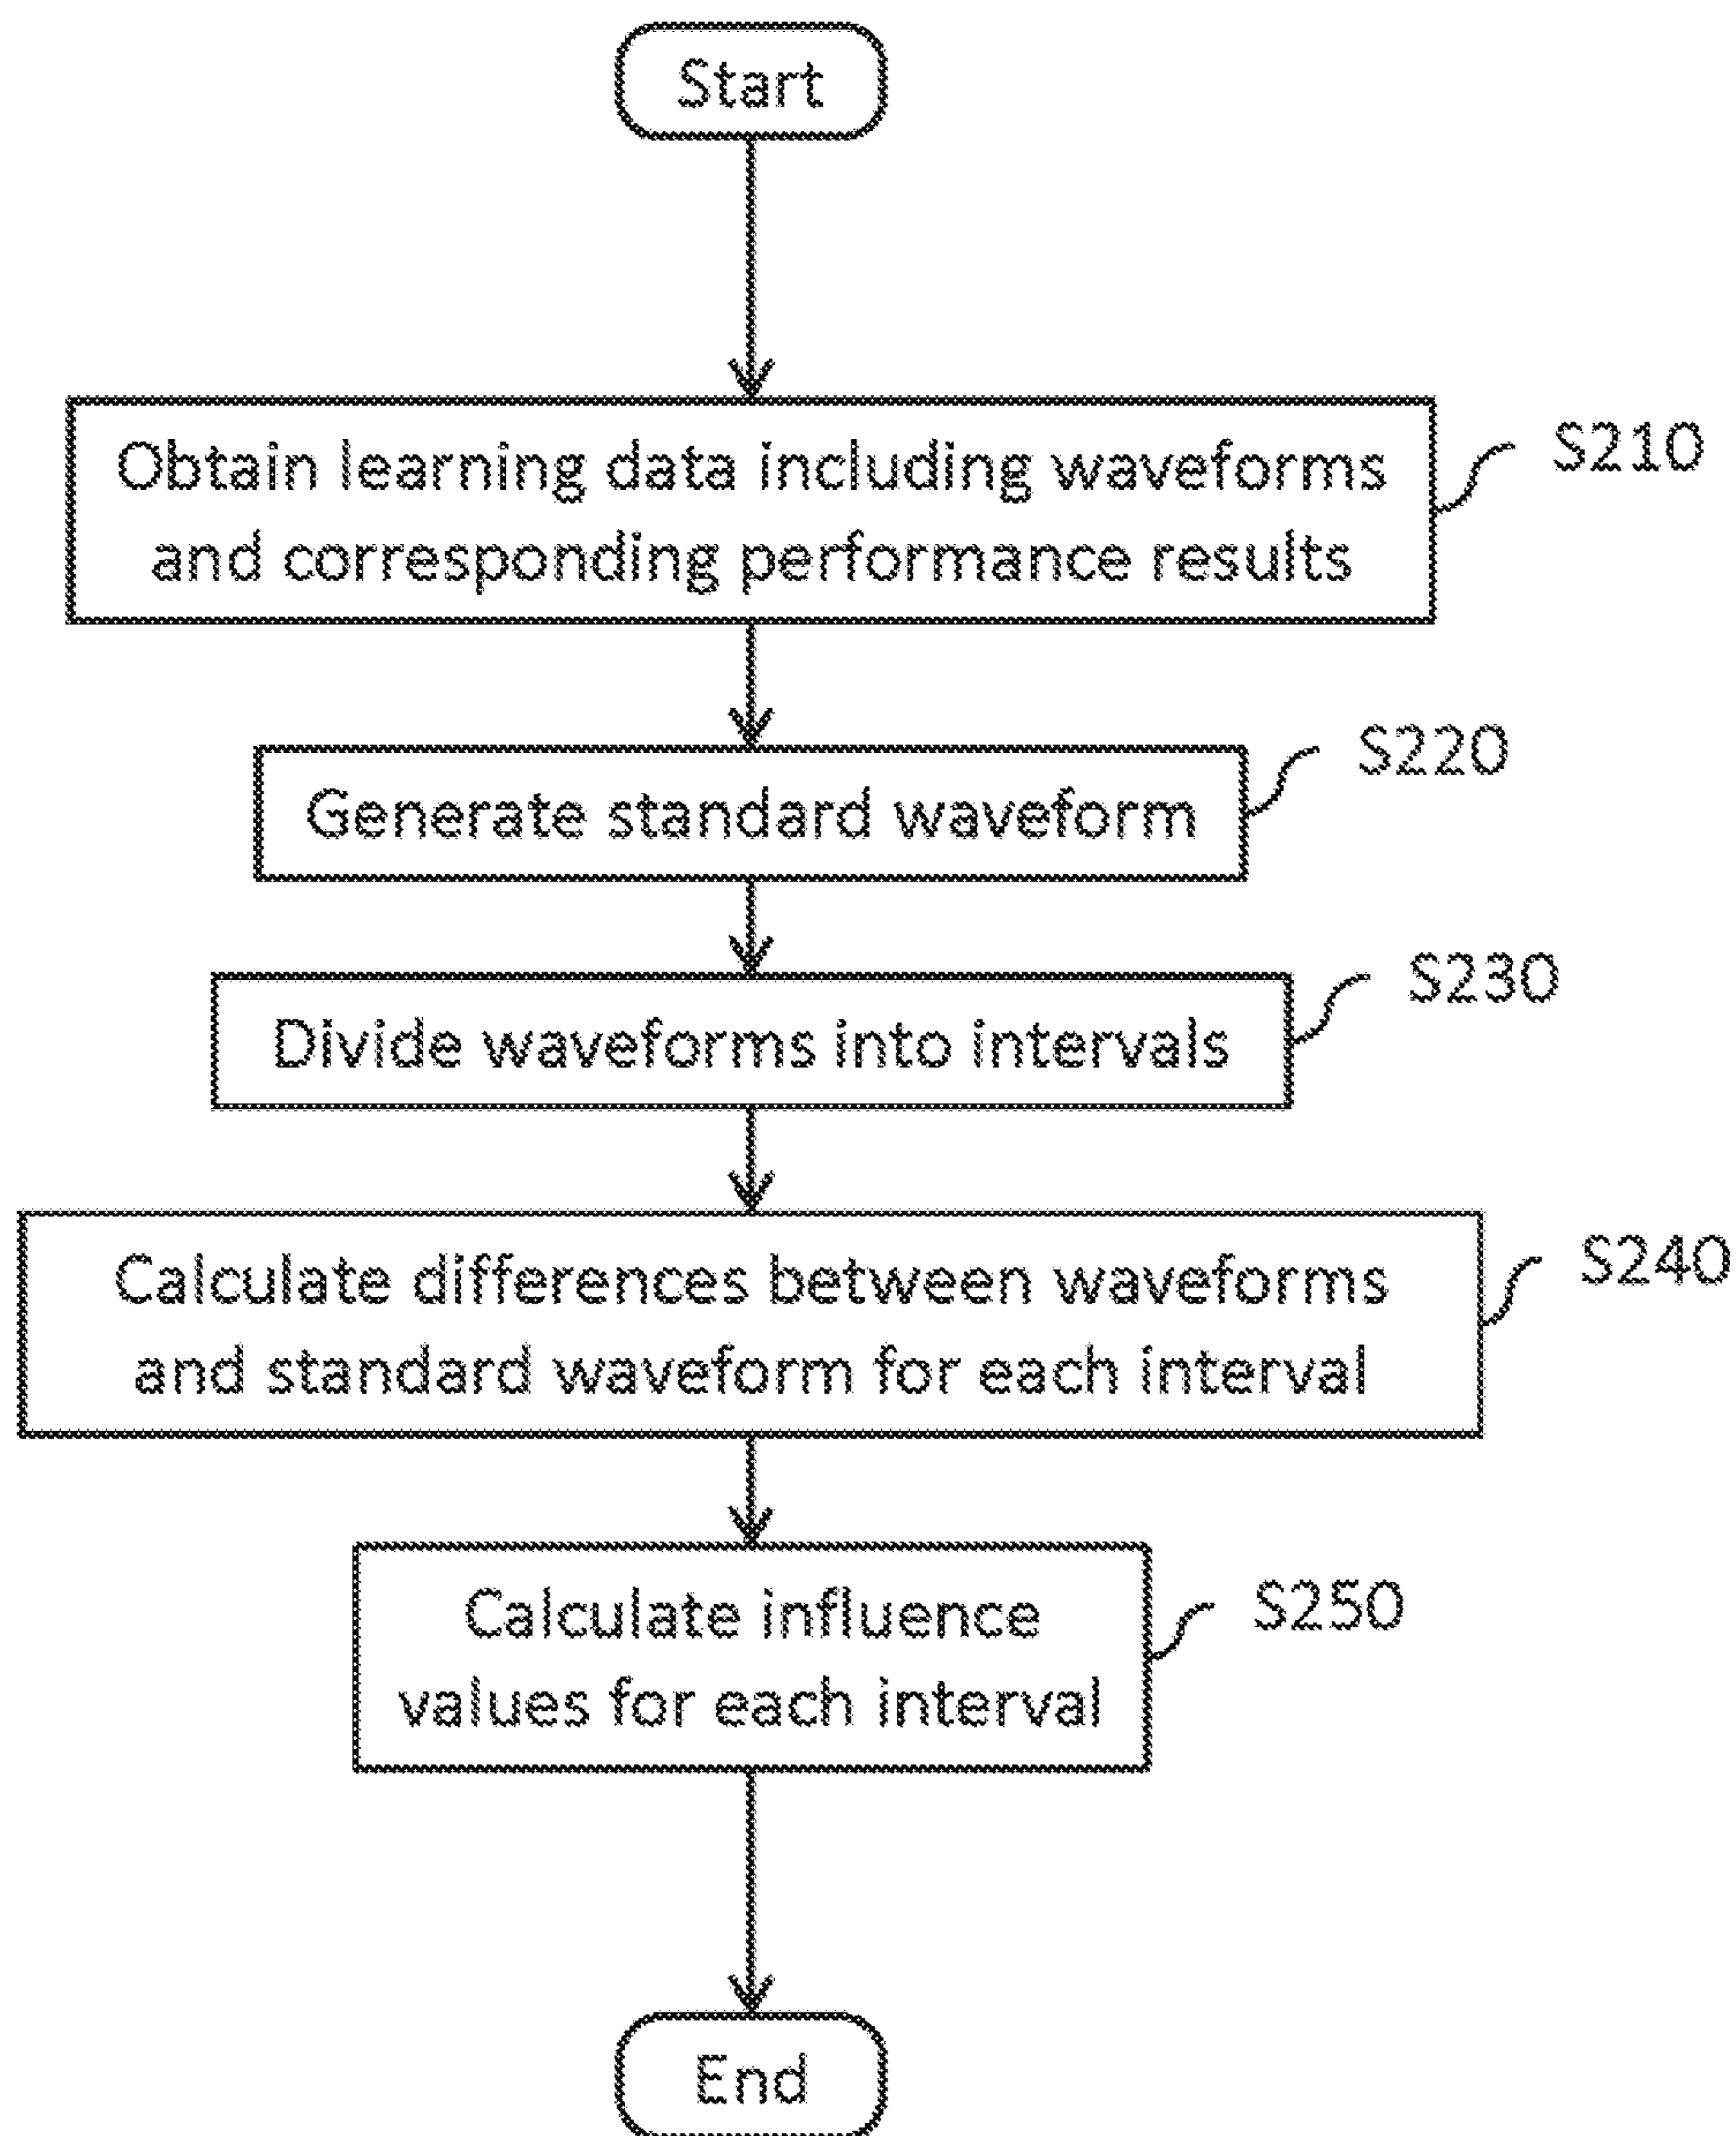 Start
Obtain learning data including waveforms
and corresponding performance results
S210
Generate standard waveform
S220
Divide waveforms into intervals
S230
Calculate differences between waveforms
and standard waveform for each interval
S240
Calculate influence
values for each interval
S250
End